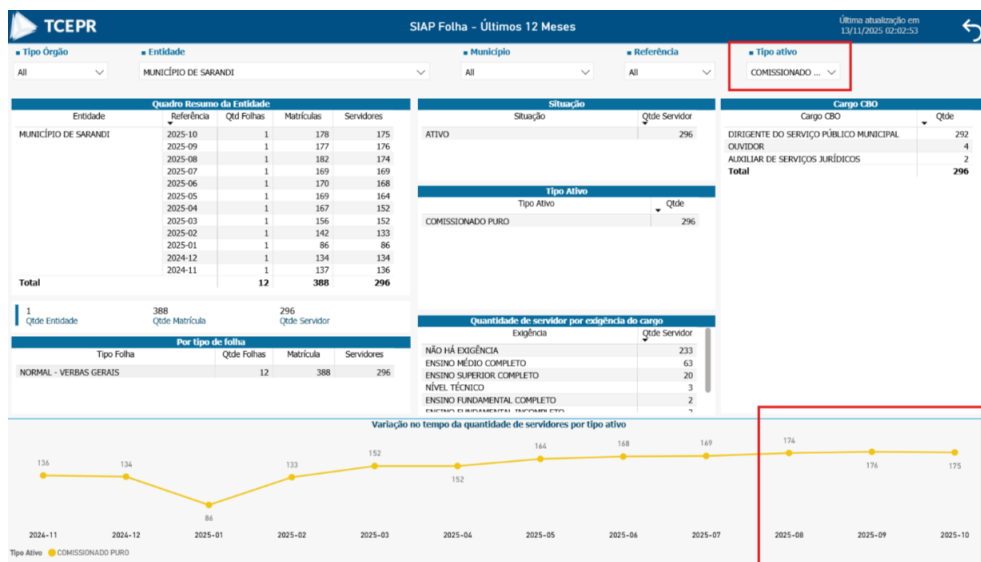 TCEPR
SIAP Folha - Últimos 12 Meses
Última atualização em
13/11/2025 02:02:53
Tipo Órgão
Entidade
Município
Referência
Tipo ativo
All
MUNICÍPIO DE SARANDI
All
All
COMISSIONADO ...
Quadro Resumo da Entidade
Entidade Referência Qtd Folhas Matrículas Servidores
MUNICÍPIO DE SARANDI 2025-10 1 178 175
2025-09 1 177 176
2025-08 1 182 174
2025-07 1 169 169
2025-06 1 170 168
2025-05 1 169 164
2025-04 1 167 152
2025-03 1 156 152
2025-02 1 142 133
2025-01 1 86 86
2024-12 1 134 134
2024-11 1 137 136
Total 12 388 296
1
Qtde Entidade
388
Qtde Matrícula
296
Qtde Servidor
Por tipo de folha
Tipo Folha Qtde Folhas Matrícula Servidores
NORMAL - VERBAS GERAIS 12 388 296
Situação
Situação Qtde Servidor
ATIVO 296
Tipo Ativo
Tipo Ativo Qtde
COMISSIONADO PURO 296
Quantidade de servidor por exigência do cargo
Exigência Qtde Servidor
NÃO HÁ EXIGÊNCIA 233
ENSINO MÉDIO COMPLETO 63
ENSINO SUPERIOR COMPLETO 20
NÍVEL TÉCNICO 3
ENSINO FUNDAMENTAL COMPLETO 2
ENSINO FUNDAMENTAL INCOMPLETO 2
Cargo CBO
Cargo CBO Qtde
DIRIGENTE DO SERVIÇO PÚBLICO MUNICIPAL 292
OUVIDOR 4
AUXILIAR DE SERVIÇOS JURÍDICOS 2
Total 296
Variação no tempo da quantidade de servidores por tipo ativo
136 134 86 133 152 152 164 168 169 174 176 175
2024-11 2024-12 2025-01 2025-02 2025-03 2025-04 2025-05 2025-06 2025-07 2025-08 2025-09 2025-10
Tipo Ativo COMISSIONADO PURO